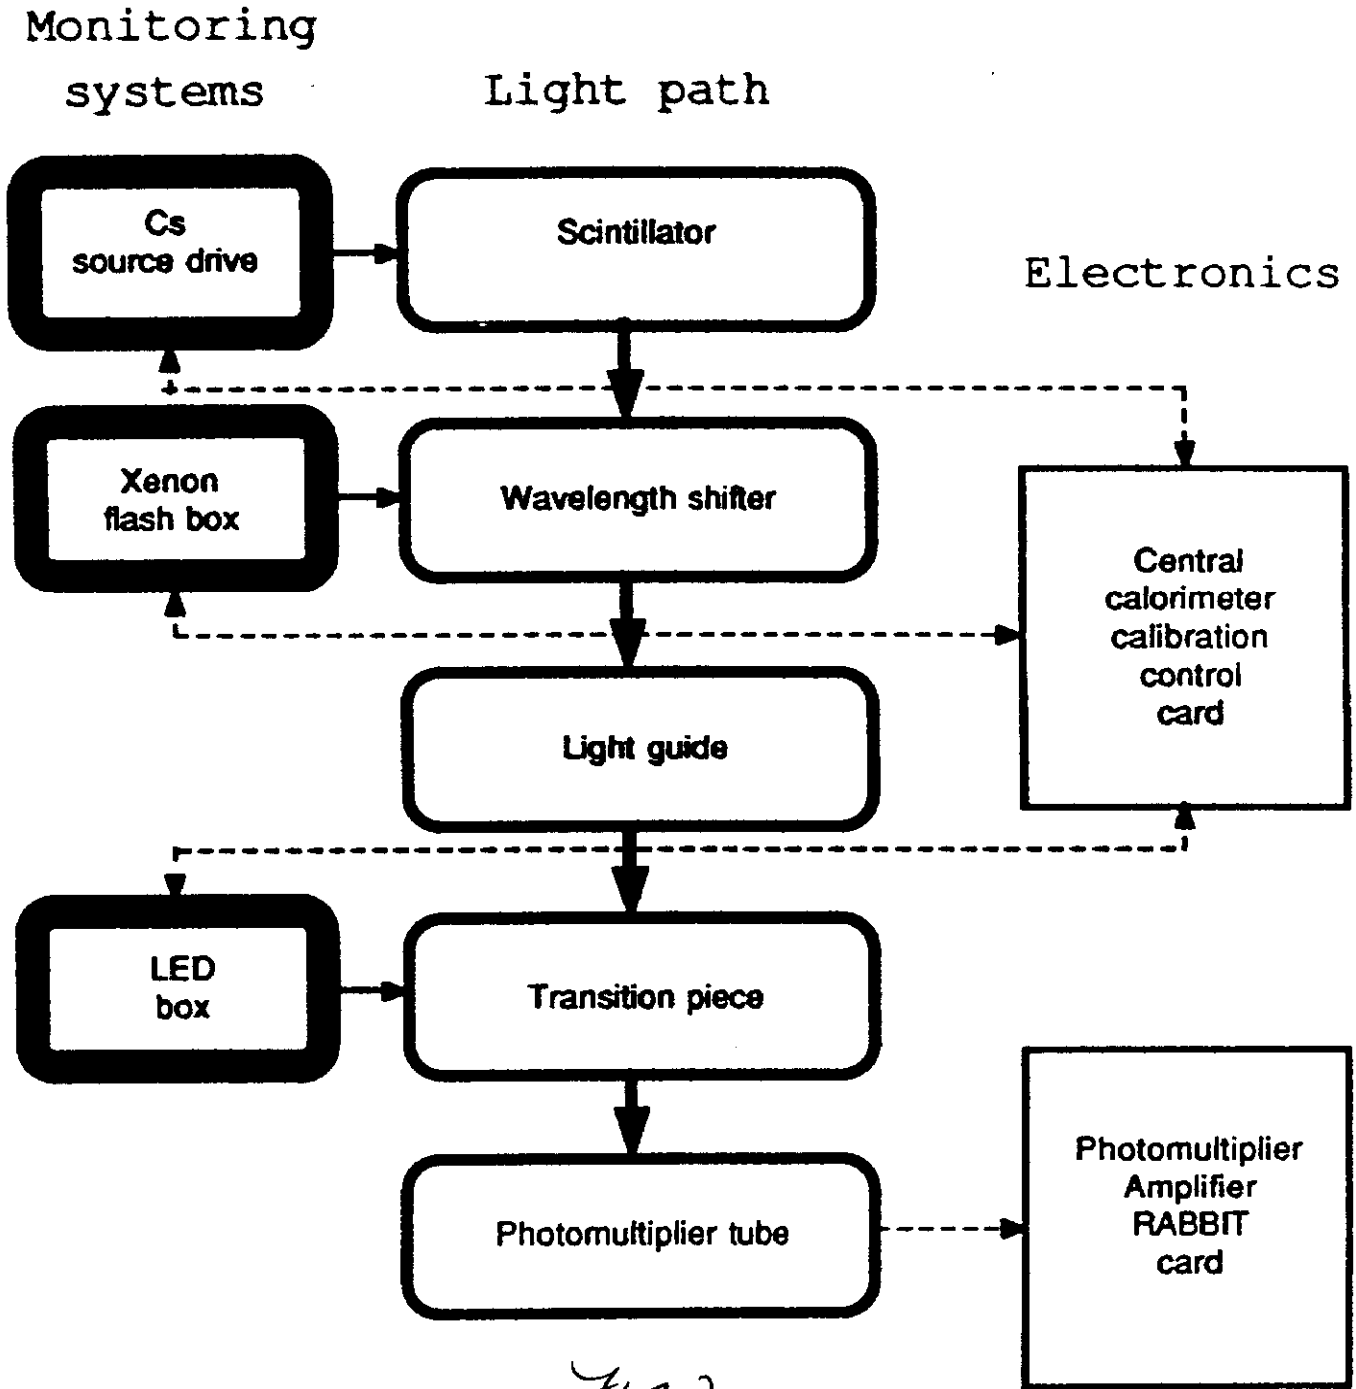 Monitoring
systems
Light path
Cs
source drive
Scintillator
Electronics
Xenon
flash box
Wavelength shifter
Central
calorimeter
calibration
control
card
Light guide
LED
box
Transition piece
Photomultiplier
Amplifier
RABBIT
card
Photomultiplier tube